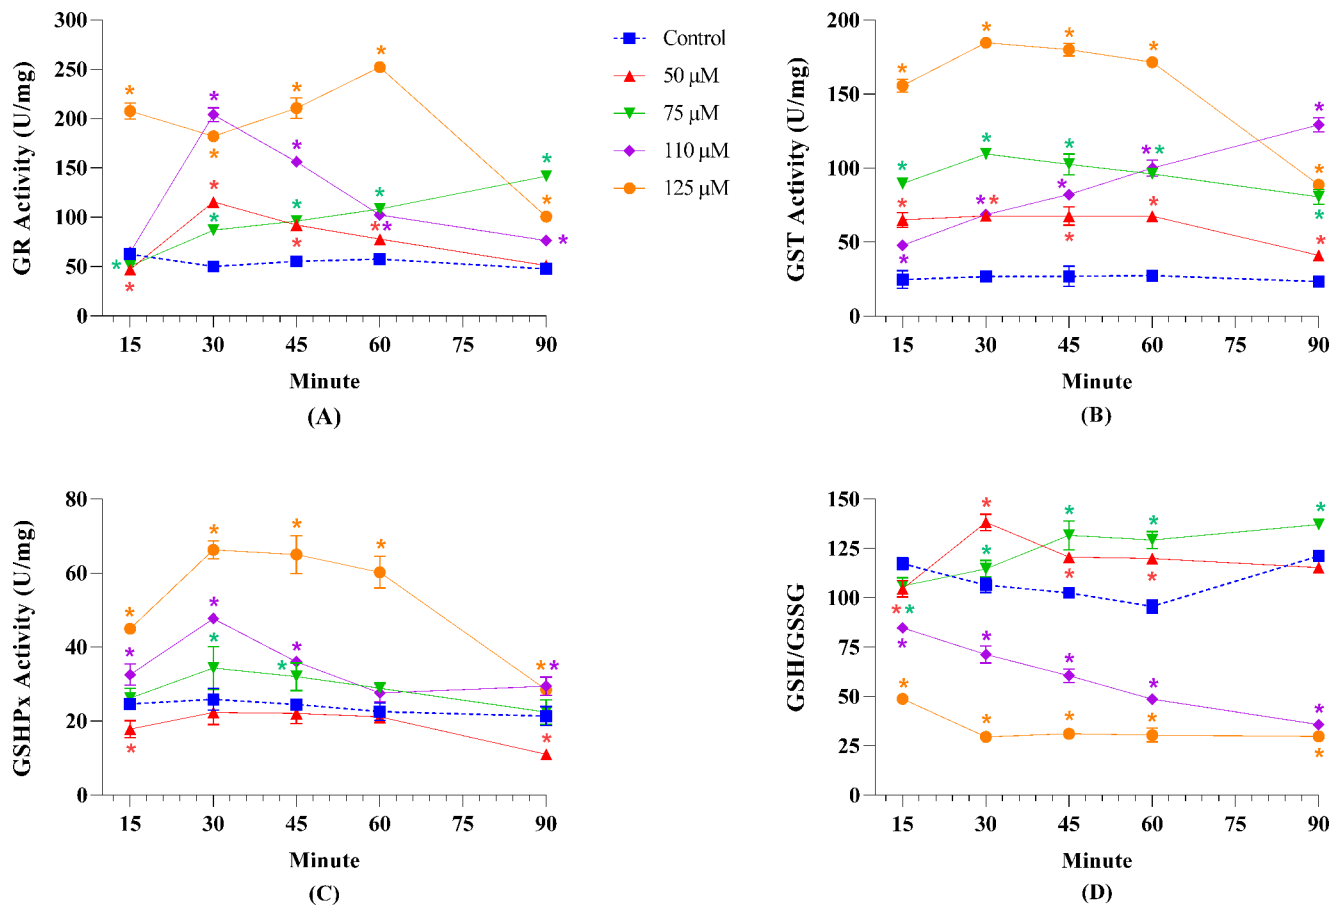 (A)
GR Activity (U/mg)
300
250
200
150
100
50
0
15 30 45 60 75 90
Minute
Control
50 μM
75 μM
110 μM
125 μM
(B)
GST Activity (U/mg)
200
150
100
50
0
15 30 45 60 75 90
Minute
GSHPx Activity (U/mg)
80
60
40
20
0
15 30 45 60 75 90
Minute
(C)
GSH/GSSG
150
125
100
75
50
25
0
15 30 45 60 75 90
Minute
(D)